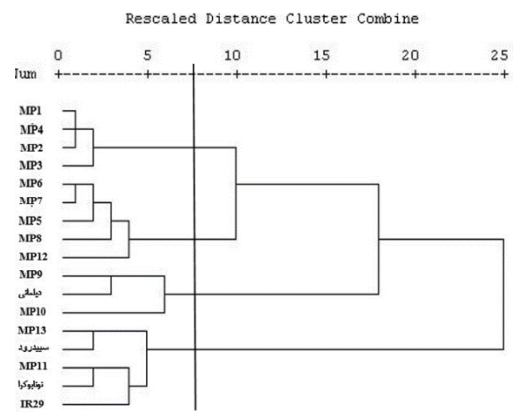 Rescaled Distance Cluster Combine
0 5 10 15 20 25
Num
MP1
MP4
MP2
MP3
MP6
MP7
MP5
MP8
MP12
MP9
دیلمانی
MP10
MP13
سپیدرود
MP11
نونابوکرا
IR29